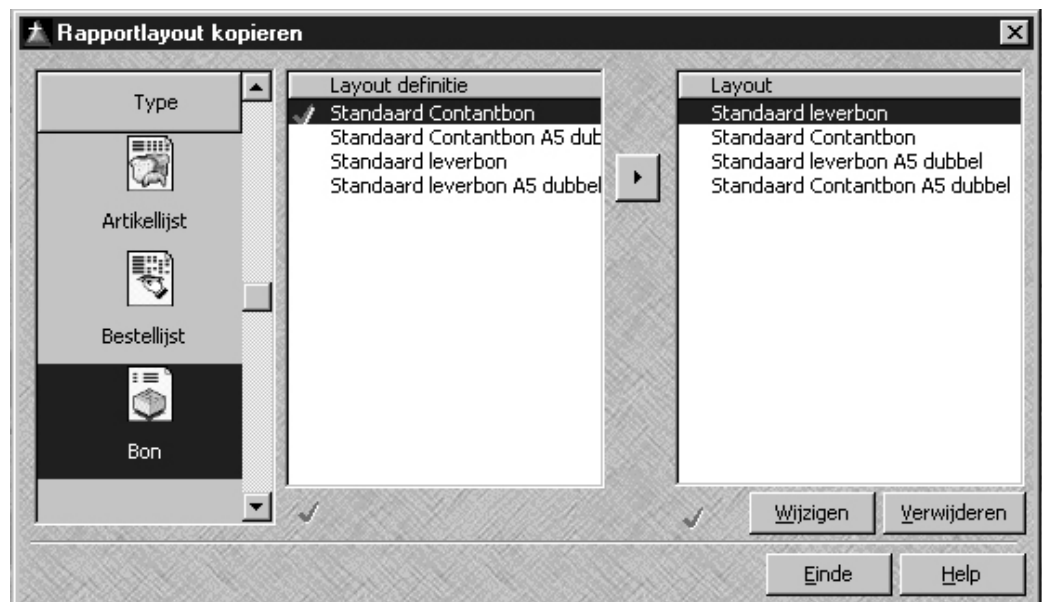 Rapportlayout kopieren
Type
Artikellijst
Bestellijst
Bon
Layout definitie
Standaard Contantbon
Standaard Contantbon A5 dub
Standaard leverbon
Standaard leverbon A5 dubbel
Layout
Standaard leverbon
Standaard Contantbon
Standaard leverbon A5 dubbel
Standaard Contantbon A5 dubbel
Wijzigen
Verwijderen
Einde
Help